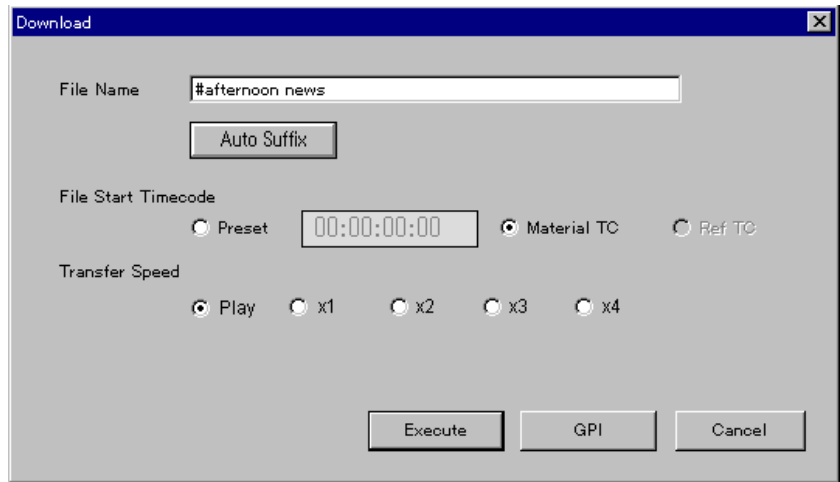 Download
File Name #afternoon news
Auto Suffix
File Start Timecode
Preset 00:00:00:00 Material TC Ref TC
Transfer Speed
Play x1 x2 x3 x4
Execute GPI Cancel